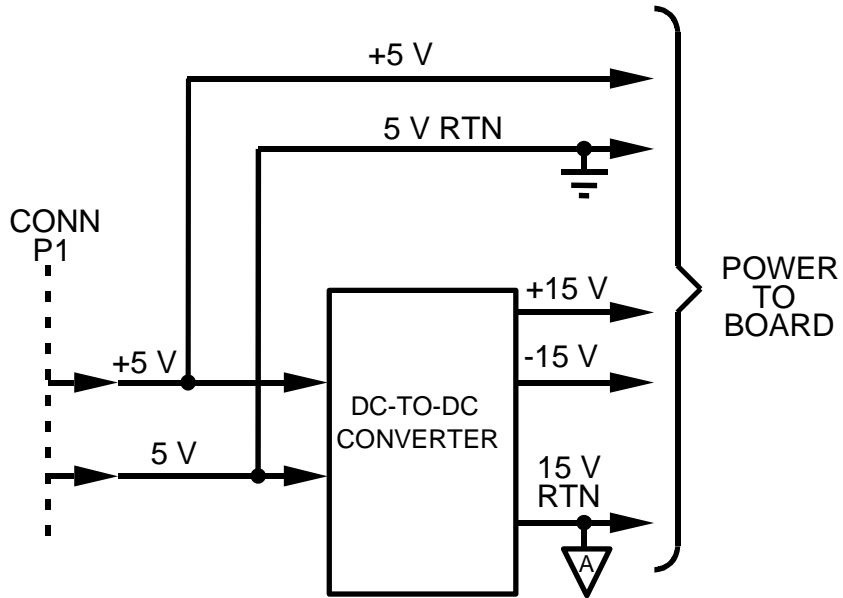 +5 V
5 V RTN
CONN
P1
+5 V
5 V
DC-TO-DC
CONVERTER
+15 V
-15 V
15 V
RTN
A
POWER
TO
BOARD